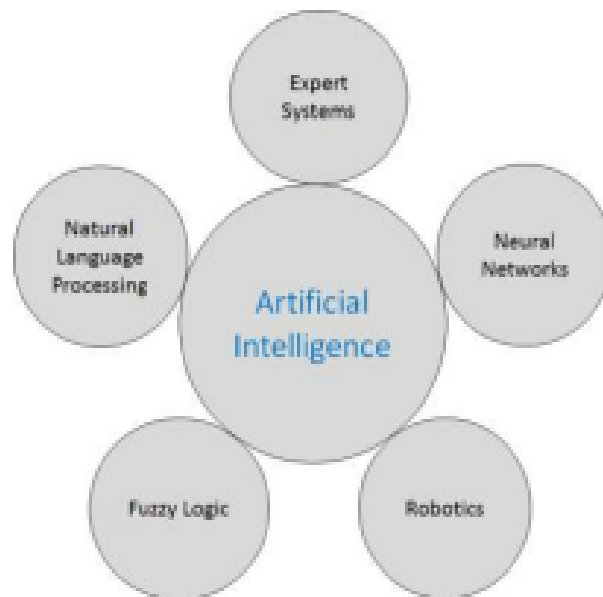 Expert
Systems
Natural
Language
Processing
Neural
Networks
Artificial
Intelligence
Fuzzy Logic
Robotics